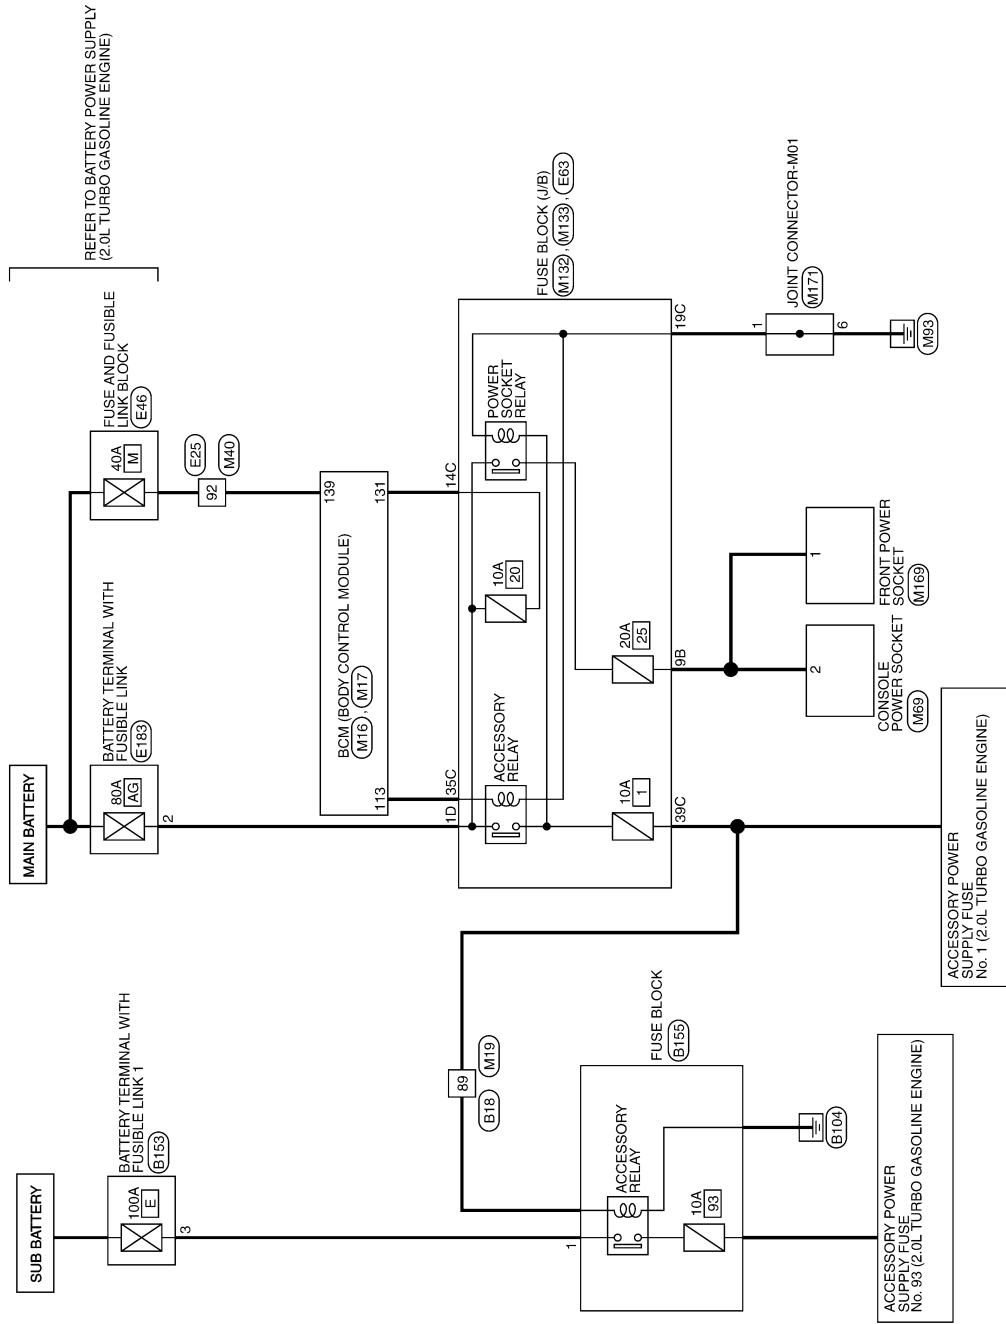 REFER TO BATTERY POWER SUPPLY
(2.0L TURBO GASOLINE ENGINE)
SUB BATTERY
BATTERY TERMINAL WITH
FUSIBLE LINK 1
B153
100A
E
3
MAIN BATTERY
BATTERY TERMINAL WITH
FUSIBLE LINK
E183
80A
AG
2
FUSE AND FUSIBLE
LINK BLOCK
E46
40A
M
92
E25
M40
BCM (BODY CONTROL MODULE)
M16 , M17
139
131
113
FUSE BLOCK (J/B)
M132 , M133 , E63
1D
35C
14C
ACCESSORY
RELAY
10A
20
POWER
SOCKET
RELAY
10A
1
20A
25
39C
9B
19C
JOINT CONNECTOR-M01
M171
1
6
M93
CONSOLE
POWER SOCKET
M69
2
FRONT POWER
SOCKET
M169
1
89
B18
M19
FUSE BLOCK
B155
1
ACCESSORY
RELAY
10A
93
B104
ACCESSORY POWER
SUPPLY FUSE
No. 93 (2.0L TURBO GASOLINE ENGINE)
ACCESSORY POWER
SUPPLY FUSE
No. 1 (2.0L TURBO GASOLINE ENGINE)